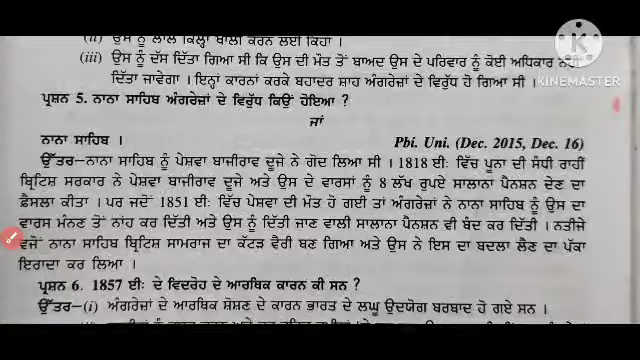 (ii) ਉਸ ਨੂੰ ਲਾਲ ਕਿਲ੍ਹਾ ਖਾਲੀ ਕਰਨ ਲਈ ਕਿਹਾ ।
(iii) ਉਸ ਨੂੰ ਦੱਸ ਦਿੱਤਾ ਗਿਆ ਸੀ ਕਿ ਉਸ ਦੀ ਮੌਤ ਤੋਂ ਬਾਅਦ ਉਸ ਦੇ ਪਰਿਵਾਰ ਨੂੰ ਕੋਈ ਅਧਿਕਾਰ ਨਹੀਂ
ਦਿੱਤਾ ਜਾਵੇਗਾ । ਇਨ੍ਹਾਂ ਕਾਰਨਾਂ ਕਰਕੇ ਬਹਾਦਰ ਸ਼ਾਹ ਅੰਗਰੇਜ਼ਾਂ ਦੇ ਵਿਰੁੱਧ ਹੋ ਗਿਆ ਸੀ ।
KINEMASTER
ਪ੍ਰਸ਼ਨ 5. ਨਾਨਾ ਸਾਹਿਬ ਅੰਗਰੇਜ਼ਾਂ ਦੇ ਵਿਰੁੱਧ ਕਿਉਂ ਹੋਇਆ ?
ਜਾਂ
ਨਾਨਾ ਸਾਹਿਬ । Pbi. Uni. (Dec. 2015, Dec. 16)
ਉੱਤਰ-ਨਾਨਾ ਸਾਹਿਬ ਨੂੰ ਪੇਸ਼ਵਾ ਬਾਜੀਰਾਵ ਦੂਜੇ ਨੇ ਗੋਦ ਲਿਆ ਸੀ । 1818 ਈ: ਵਿੱਚ ਪੂਨਾ ਦੀ ਸੰਧੀ ਰਾਹੀਂ
ਬ੍ਰਿਟਿਸ਼ ਸਰਕਾਰ ਨੇ ਪੇਸ਼ਵਾ ਬਾਜੀਰਾਵ ਦੂਜੇ ਅਤੇ ਉਸ ਦੇ ਵਾਰਸਾਂ ਨੂੰ 8 ਲੱਖ ਰੁਪਏ ਸਾਲਾਨਾ ਪੈਨਸ਼ਨ ਦੇਣ ਦਾ
ਫ਼ੈਸਲਾ ਕੀਤਾ । ਪਰ ਜਦੋਂ 1851 ਈ: ਵਿੱਚ ਪੇਸ਼ਵਾ ਦੀ ਮੌਤ ਹੋ ਗਈ ਤਾਂ ਅੰਗਰੇਜ਼ਾਂ ਨੇ ਨਾਨਾ ਸਾਹਿਬ ਨੂੰ ਉਸ ਦਾ
ਵਾਰਸ ਮੰਨਣ ਤੋਂ ਨਾਂਹ ਕਰ ਦਿੱਤੀ ਅਤੇ ਉਸ ਨੂੰ ਦਿੱਤੀ ਜਾਣ ਵਾਲੀ ਸਾਲਾਨਾ ਪੈਨਸ਼ਨ ਵੀ ਬੰਦ ਕਰ ਦਿੱਤੀ । ਨਤੀਜੇ
ਵਜੋਂ ਨਾਨਾ ਸਾਹਿਬ ਬ੍ਰਿਟਿਸ਼ ਸਾਮਰਾਜ ਦਾ ਕੱਟੜ ਵੈਰੀ ਬਣ ਗਿਆ ਅਤੇ ਉਸ ਨੇ ਇਸ ਦਾ ਬਦਲਾ ਲੈਣ ਦਾ ਪੱਕਾ
ਇਰਾਦਾ ਕਰ ਲਿਆ ।
ਪ੍ਰਸ਼ਨ 6. 1857 ਈ: ਦੇ ਵਿਦਰੋਹ ਦੇ ਆਰਥਿਕ ਕਾਰਨ ਕੀ ਸਨ ?
ਉੱਤਰ-(i) ਅੰਗਰੇਜ਼ਾਂ ਦੇ ਆਰਥਿਕ ਸ਼ੋਸ਼ਣ ਦੇ ਕਾਰਨ ਭਾਰਤ ਦੇ ਲਘੂ ਉਦਯੋਗ ਬਰਬਾਦ ਹੋ ਗਏ ਸਨ ।